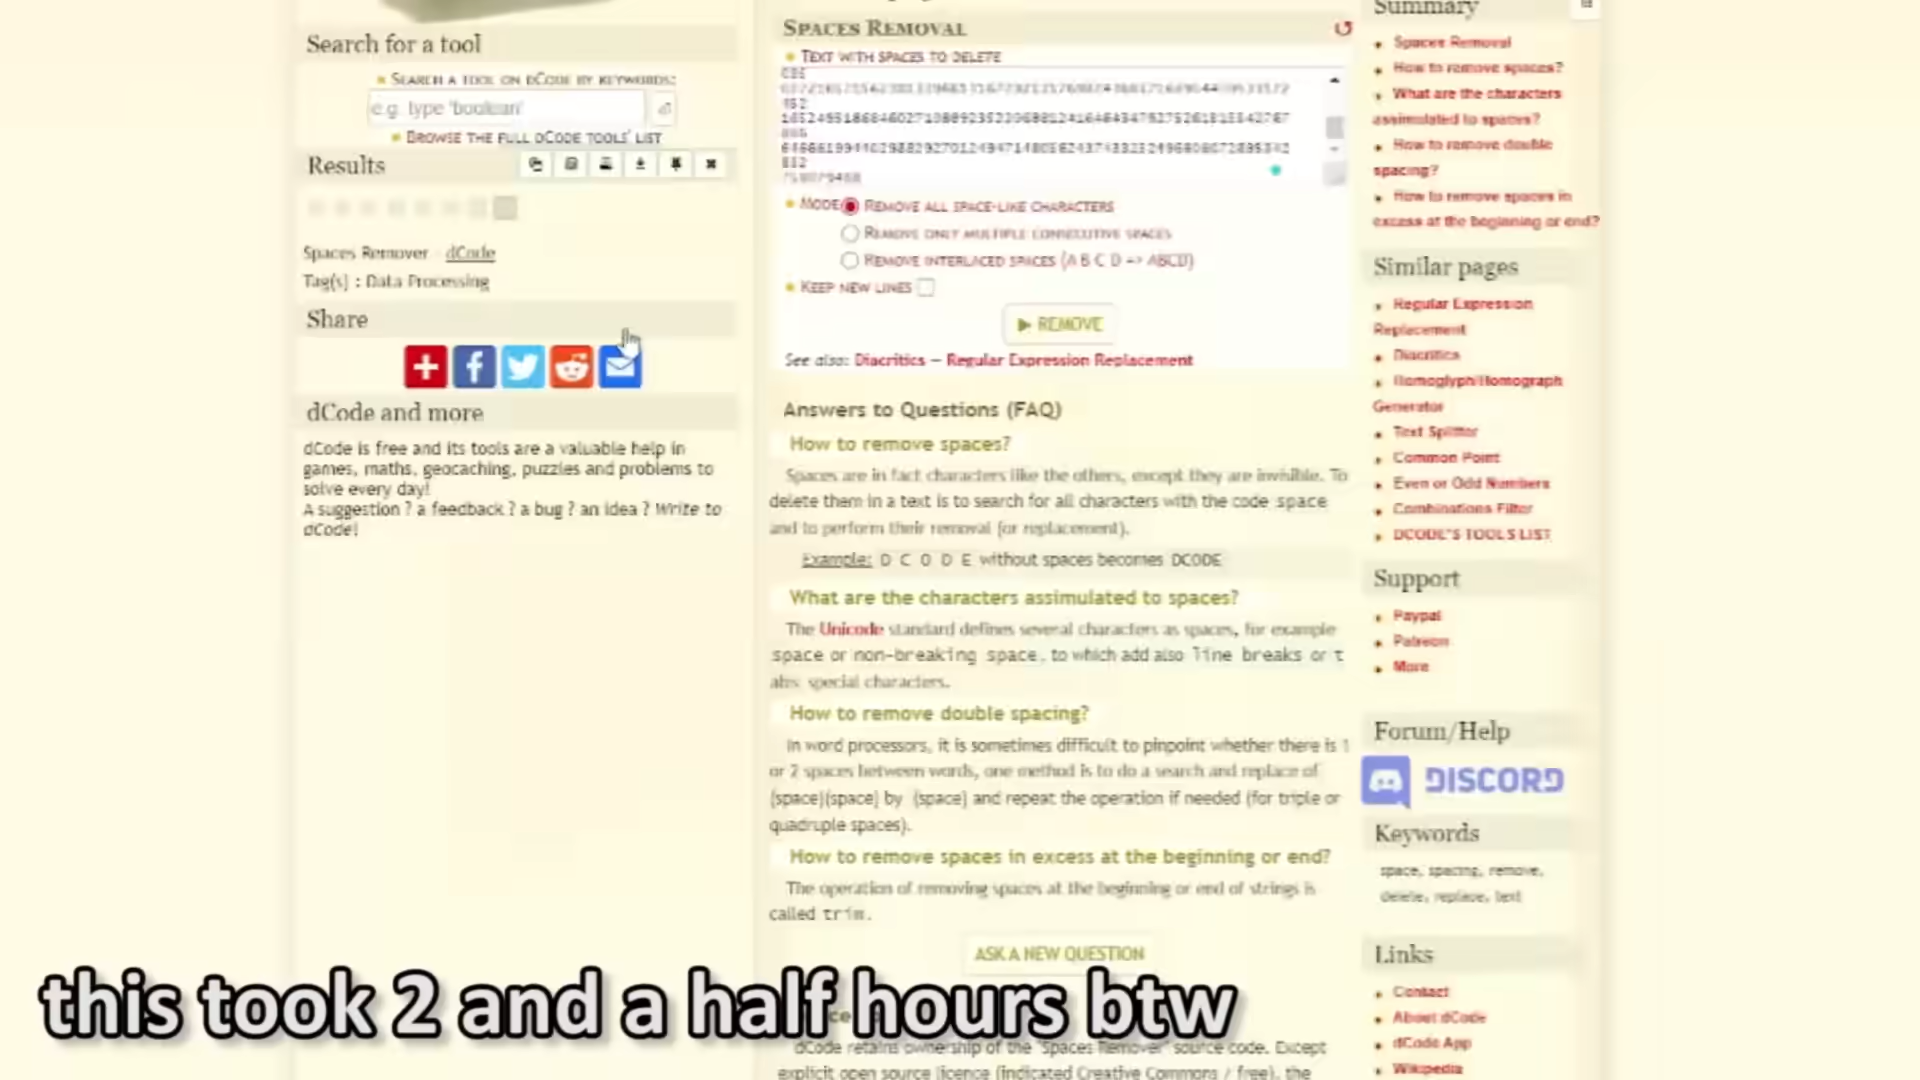 Search for a tool
SEARCH A TOOL ON DCODE BY KEYWORDS:
e.g. type 'boolean'
BROWSE THE FULL DCODE TOOLS' LIST
Results
Spaces Remover - dCode
Tag(s) : Data Processing
Share
dCode and more
dCode is free and its tools are a valuable help in
games, maths, geocaching, puzzles and problems to
solve every day!
A suggestion ? a feedback ? a bug ? an idea ? Write to
dCode!
SPACES REMOVAL
TEXT WITH SPACES TO DELETE
MODE REMOVE ALL SPACE-LIKE CHARACTERS
REMOVE ONLY MULTIPLE CONSECUTIVE SPACES
REMOVE INTERLACED SPACES (A B C D => ABCD)
KEEP NEW LINES
▶ REMOVE
See also: Diacritics – Regular Expression Replacement
Answers to Questions (FAQ)
How to remove spaces?
Spaces are in fact characters like the others, except they are invisible. To
delete them in a text is to search for all characters with the code space
and to perform their removal (or replacement).
Example: D C O D E without spaces becomes DCODE
What are the characters assimulated to spaces?
The Unicode standard defines several characters as spaces, for example
space or non-breaking space, to which add also line breaks or t
abs special characters.
How to remove double spacing?
In word processors, it is sometimes difficult to pinpoint whether there is 1
or 2 spaces between words, one method is to do a search and replace of
(space)(space) by (space) and repeat the operation if needed (for triple or
quadruple spaces).
How to remove spaces in excess at the beginning or end?
The operation of removing spaces at the beginning or end of strings is
called trim.
ASK A NEW QUESTION
dCode retains ownership of the "Spaces Remover" source code. Except
explicit open source licence (indicated Creative Commons / free), the
Summary
Spaces Removal
How to remove spaces?
What are the characters
assimulated to spaces?
How to remove double
spacing?
How to remove spaces in
excess at the beginning or end?
Similar pages
Regular Expression
Replacement
Diacritics
Homoglyph/Homograph
Generator
Text Splitter
Common Point
Even or Odd Numbers
Combinations Filter
DCODE'S TOOLS LIST
Support
Paypal
Patreon
More
Forum/Help
DISCORD
Keywords
space, spacing, remove,
delete, replace, text
Links
Contact
About dCode
dCode App
Wikipedia
this took 2 and a half hours btw